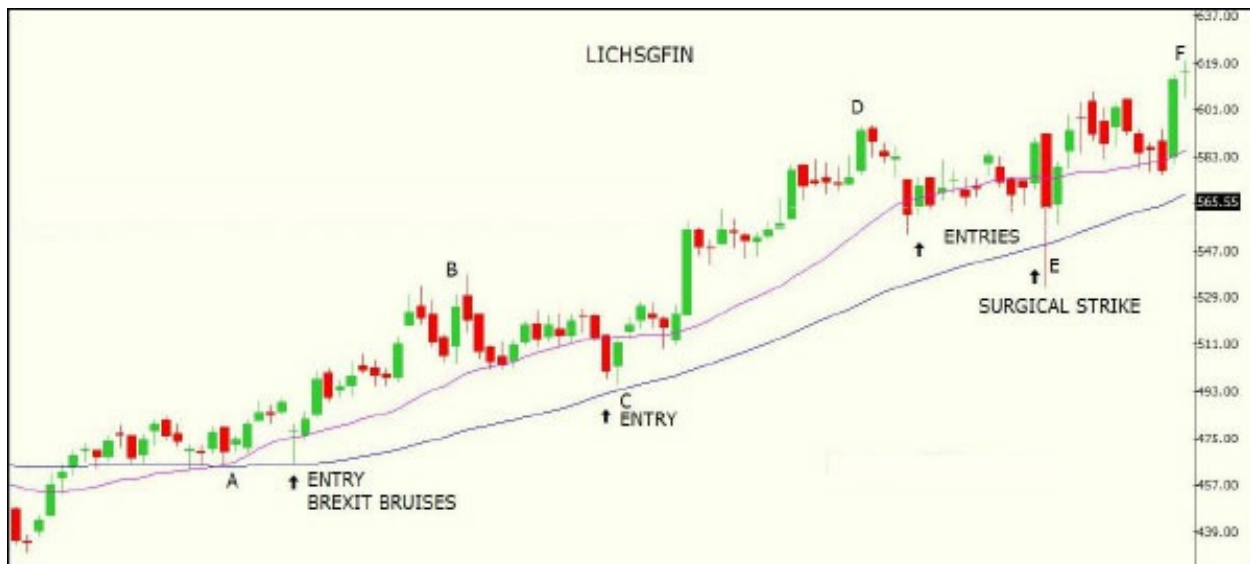 LICHSGFIN
637.00
F
619.00
601.00
D
583.00
565.55
ENTRIES
547.00
E
B
SURGICAL STRIKE
529.00
511.00
493.00
C
ENTRY
475.00
A
ENTRY
BREXIT BRUISES
457.00
439.00